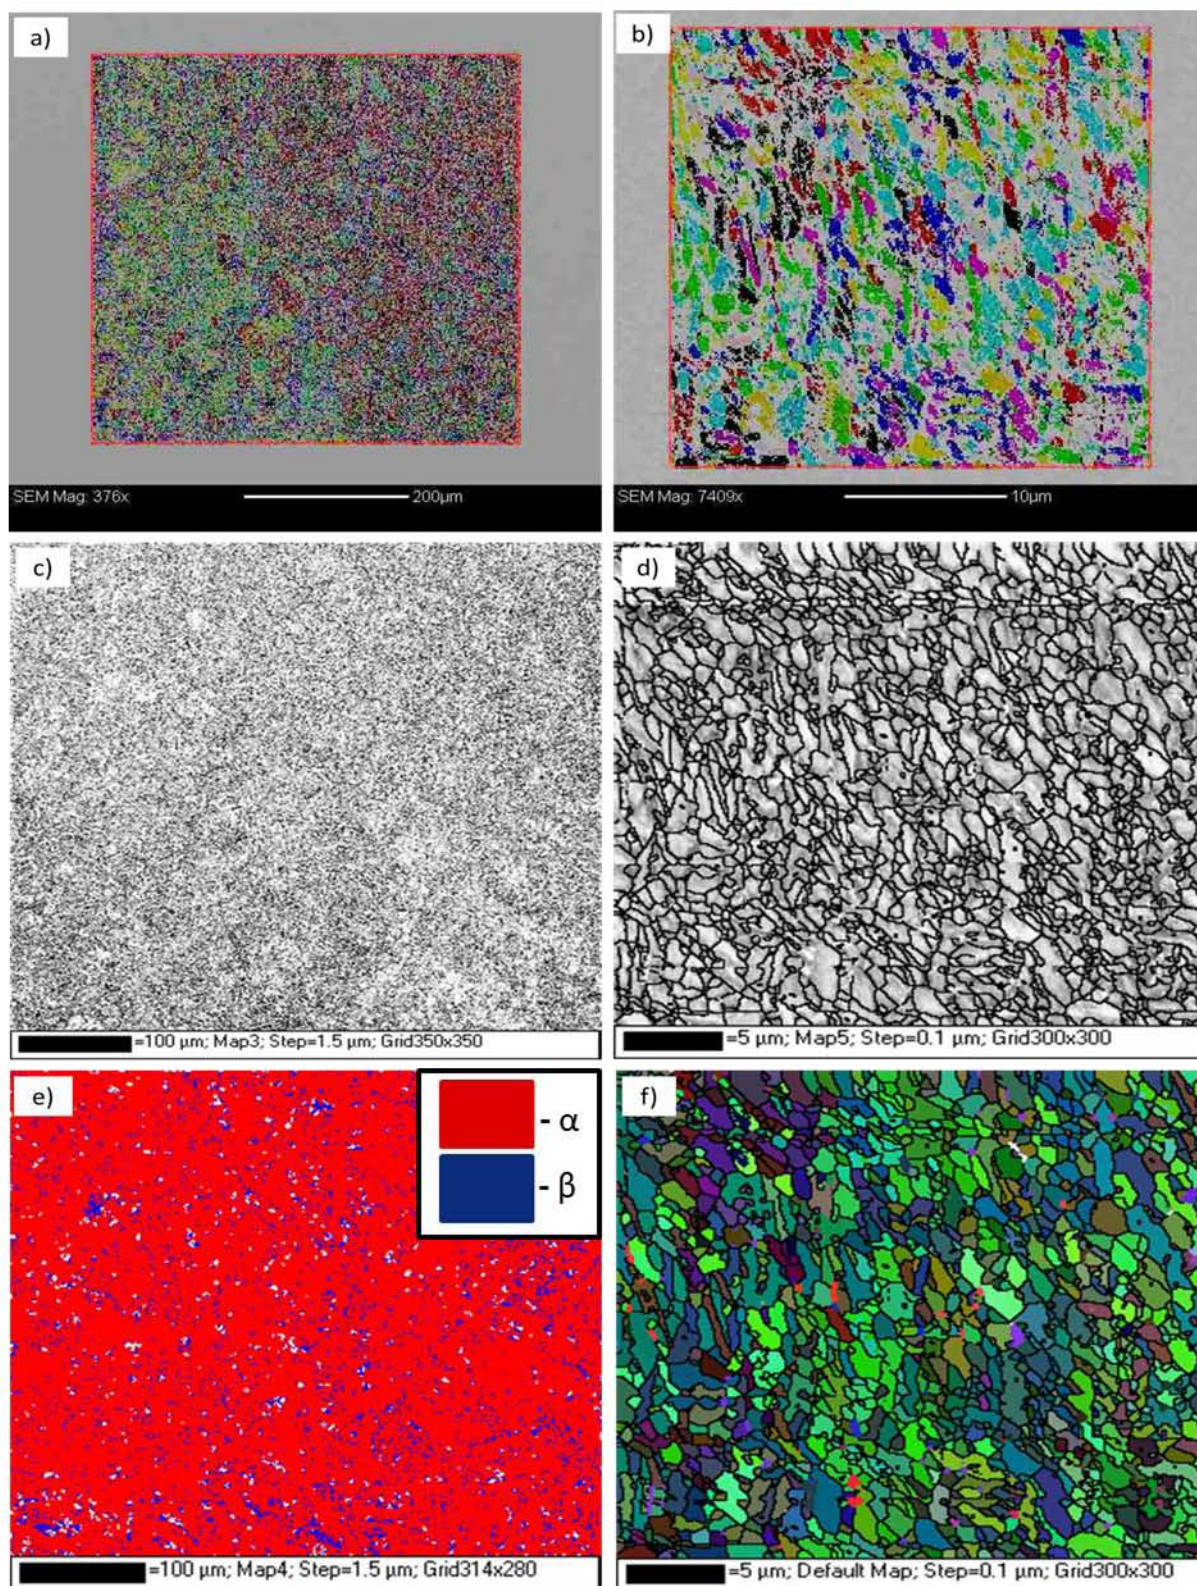 a)
b)
SEM Mag: 376x 200µm
SEM Mag: 7409x 10µm
c)
d)
=100 µm; Map3; Step=1.5 µm; Grid350x350
=5 µm; Map5; Step=0.1 µm; Grid300x300
e)
- α
- β
f)
=100 µm; Map4; Step=1.5 µm; Grid314x280
=5 µm; Default Map; Step=0.1 µm; Grid300x300